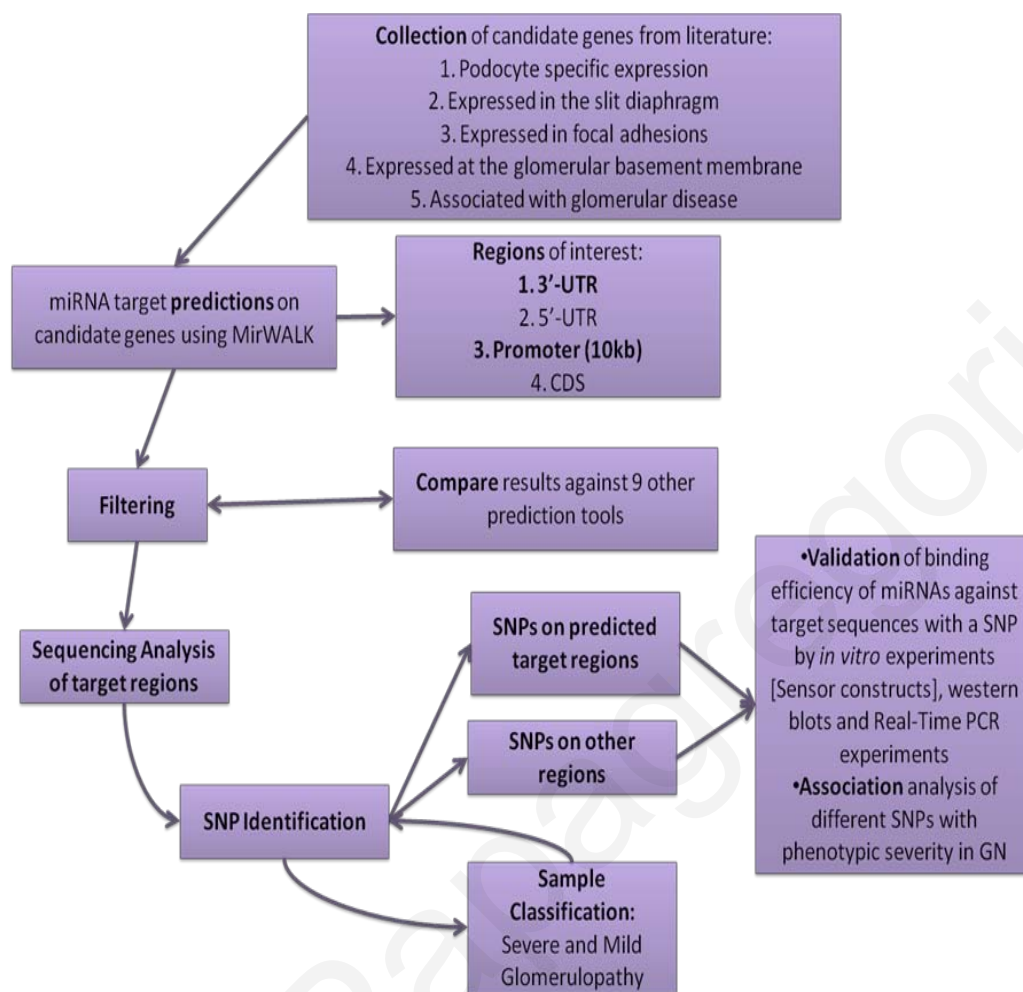 Collection of candidate genes from literature:
1. Podocyte specific expression
2. Expressed in the slit diaphragm
3. Expressed in focal adhesions
4. Expressed at the glomerular basement membrane
5. Associated with glomerular disease
miRNA target predictions on
candidate genes using MirWALK
Regions of interest:
1. 3'-UTR
2. 5'-UTR
3. Promoter (10kb)
4. CDS
Filtering
Compare results against 9 other
prediction tools
Sequencing Analysis
of target regions
SNPs on predicted
target regions
SNPs on other
regions
•Validation of binding
efficiency of miRNAs against
target sequences with a SNP
by in vitro experiments
[Sensor constructs], western
blots and Real-Time PCR
experiments
•Association analysis of
different SNPs with
phenotypic severity in GN
SNP Identification
Sample
Classification:
Severe and Mild
Glomerulopathy